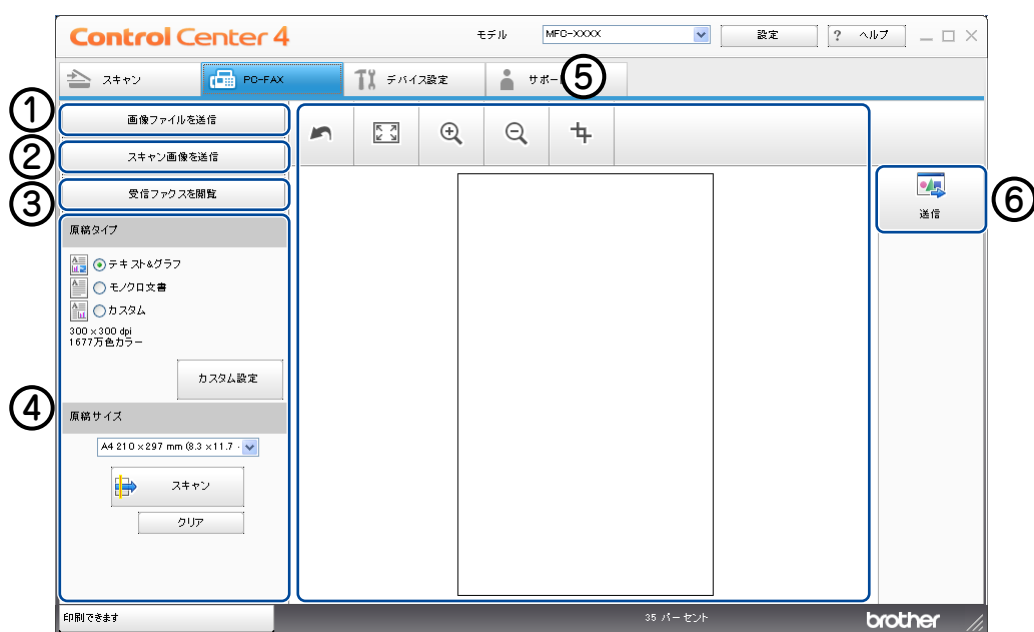 Control Center 4
モデル
MFC-XXXX
設定
? ヘルプ
スキャン
PC-FAX
デバイス設定
サポー
⑤
①
画像ファイルを送信
②
スキャン画像を送信
③
受信ファクスを閲覧
⑥
送信
原稿タイプ
テキスト&グラフ
モノクロ文書
カスタム
300 x 300 dpi
1677万色カラー
カスタム設定
④
原稿サイズ
A4 210 x 297 mm (8.3 x 11.7
スキャン
クリア
印刷できます
35 パーセント
brother